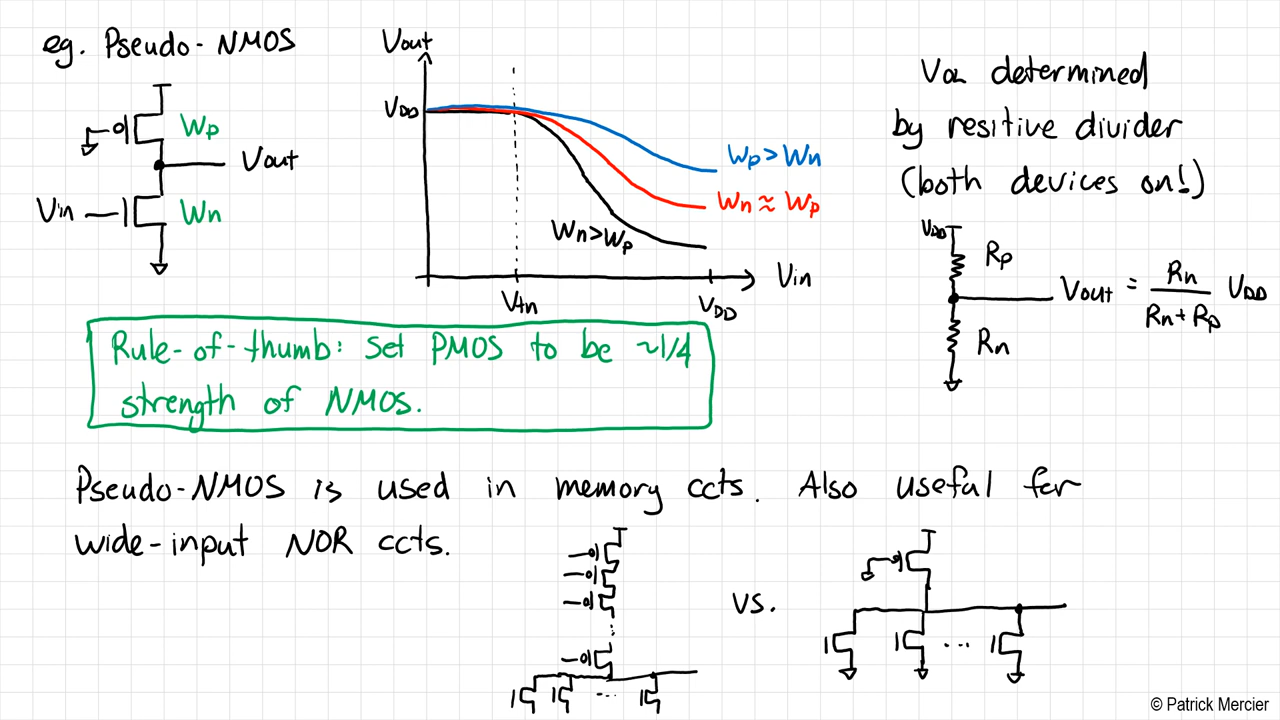 eg. Pseudo-NMOS
Wp
Vout
Vin
Wn
Vout
VDD
Wp>Wn
Wn≈Wp
Wn>Wp
Vin
Vtn
VDD
VOL determined
by resitive divider
(both devices on!)
VDD
Rp
Vout = Rn / (Rn+Rp) VDD
Rn
Rule-of-thumb: Set PMOS to be ~1/4
strength of NMOS.
Pseudo-NMOS is used in memory ccts. Also useful for
wide-input NOR ccts.
vs.
© Patrick Mercier